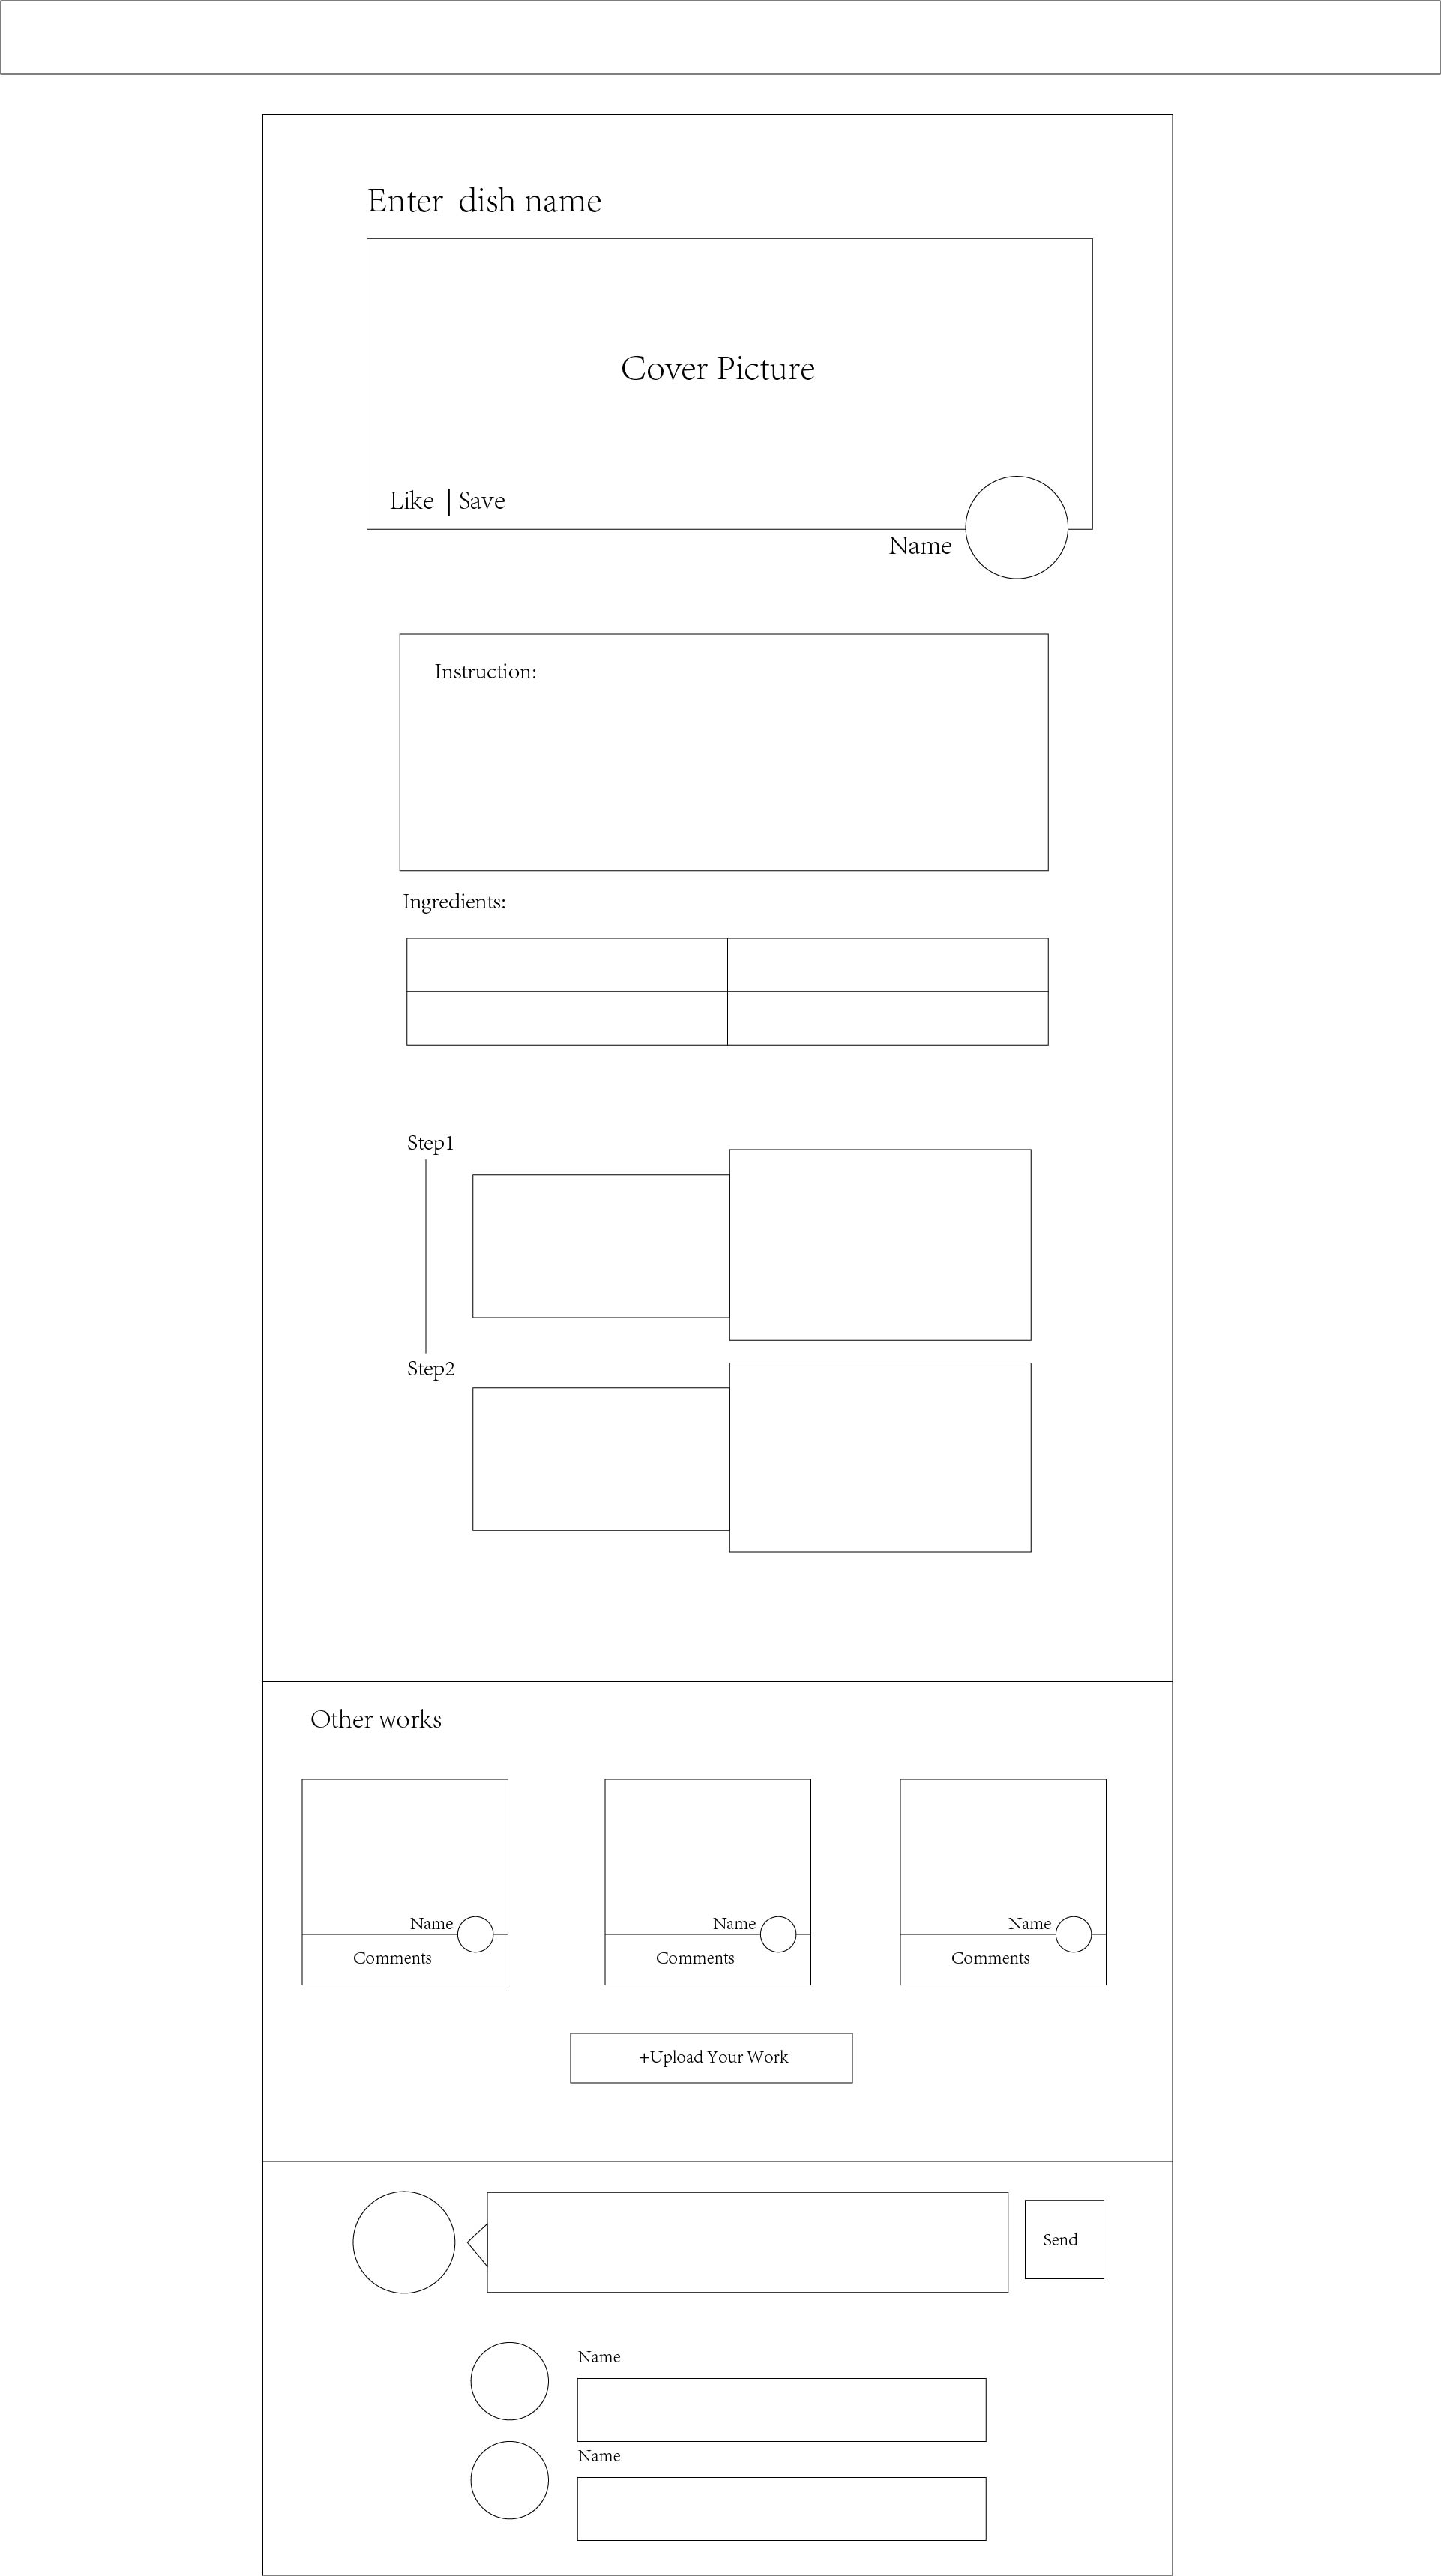 Enter  dish name
Cover Picture
Like | Save
Name
Instruction:
Ingredients:
Step1
Step2
Other works
Name
Comments
Name
Comments
Name
Comments
+Upload Your Work
Send
Name
Name